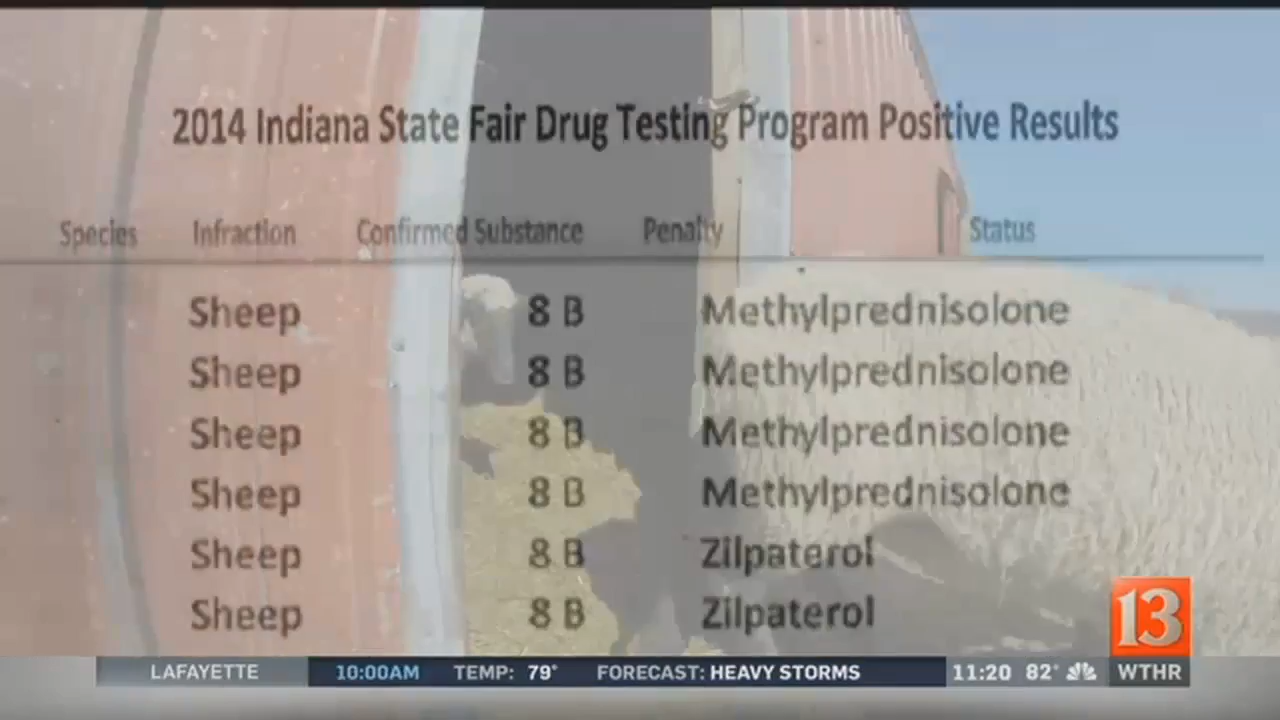 2014 Indiana State Fair Drug Testing Program Positive Results
Species Infraction Confirmed Substance Penalty Status
Sheep 8 B Methylprednisolone
Sheep 8 B Methylprednisolone
Sheep 8 B Methylprednisolone
Sheep 8 B Methylprednisolone
Sheep 8 B Zilpaterol
Sheep 8 B Zilpaterol
13
LAFAYETTE 10:00AM TEMP: 79° FORECAST: HEAVY STORMS 11:20 82° WTHR